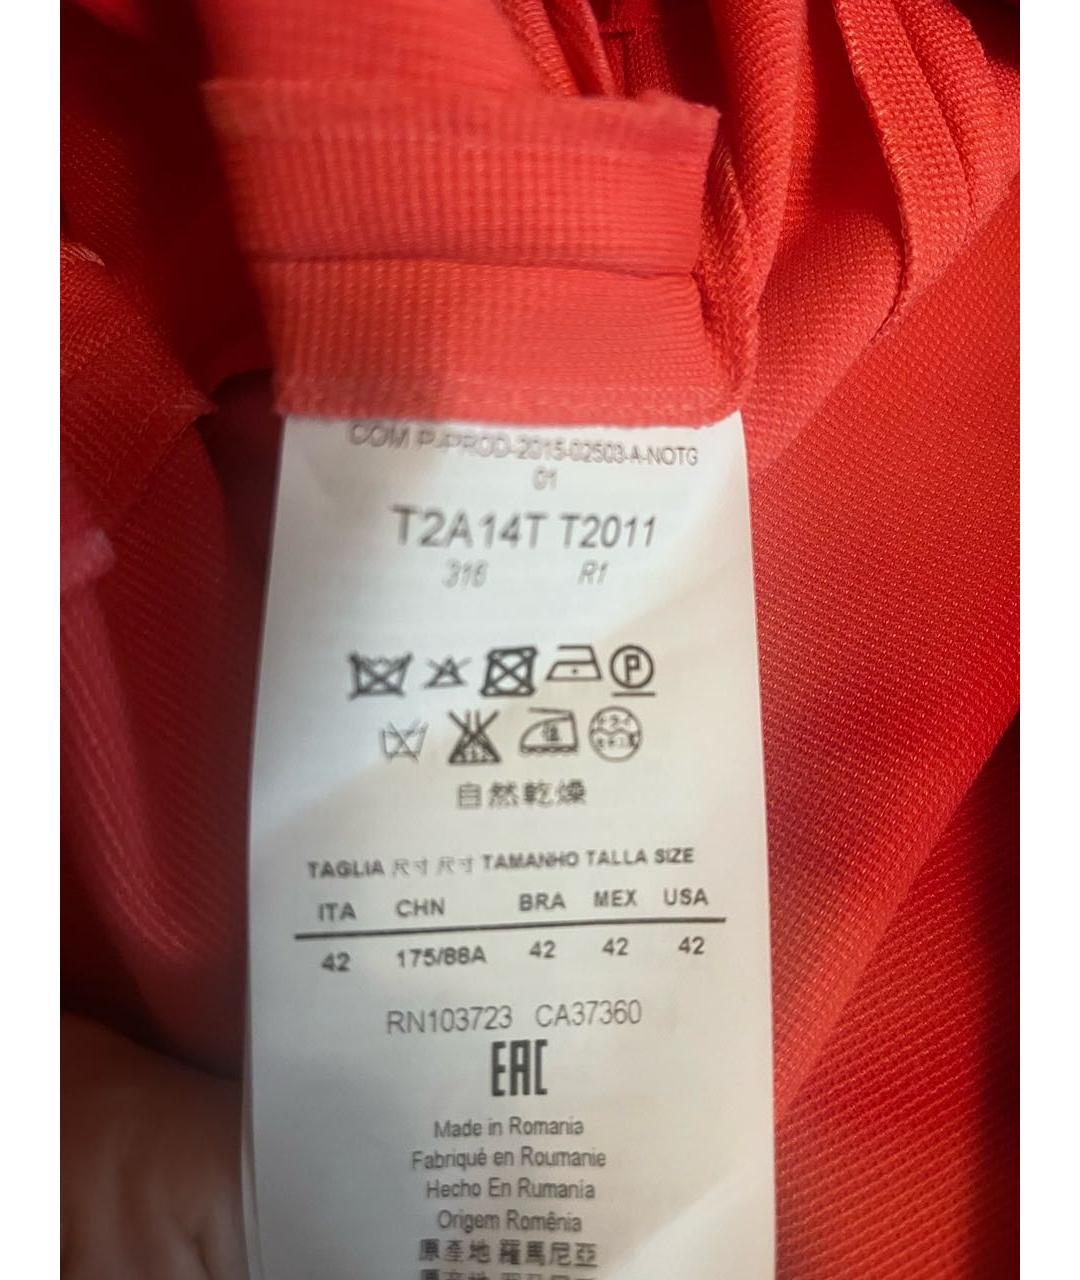 COM P-PROD-2015-02503-A-NOTG
01
T2A14T T2011
316 R1
P
自然乾燥
TAGLIA 尺寸 尺寸 TAMANHO TALLA SIZE
ITA CHN BRA MEX USA
42 175/88A 42 42 42
RN103723 CA37360
EAC
Made in Romania
Fabriqué en Roumanie
Hecho En Rumania
Origem Romênia
原產地 羅馬尼亞